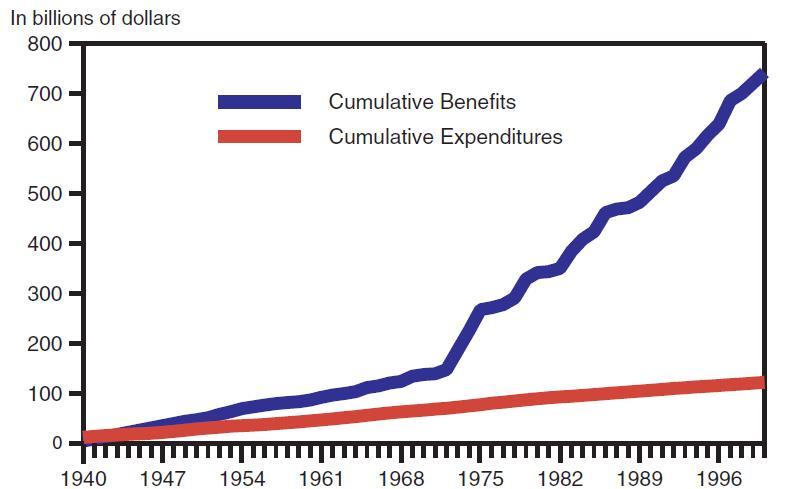 In billions of dollars
800
700
600
500
400
300
200
100
0
Cumulative Benefits
Cumulative Expenditures
1940 1947 1954 1961 1968 1975 1982 1989 1996